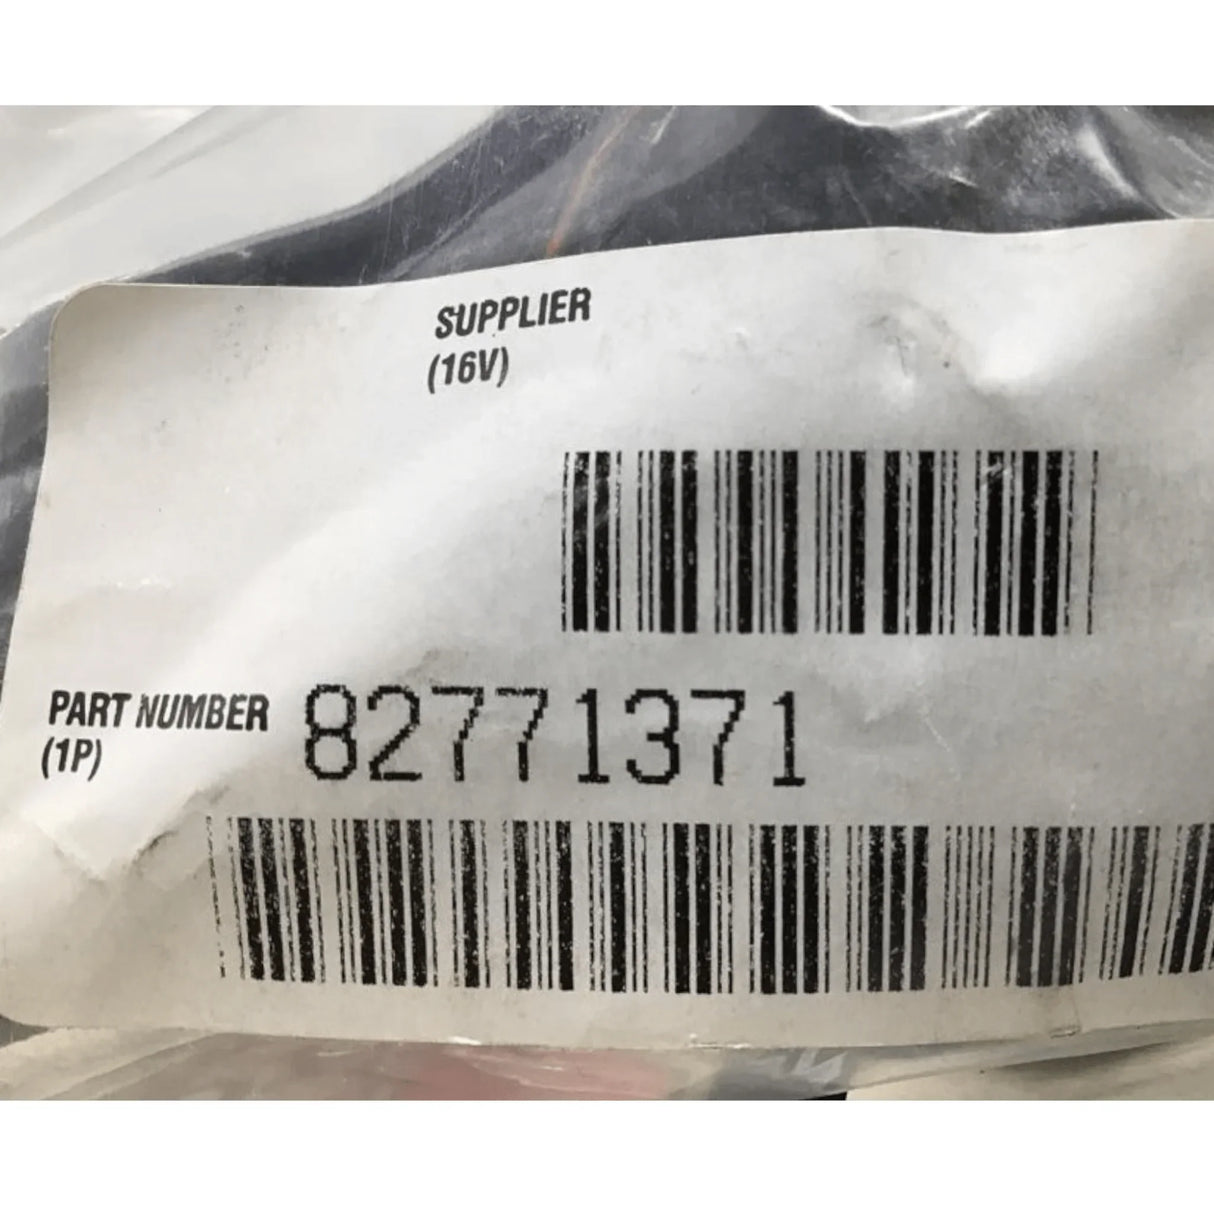 SUPPLIER
(16V)
PART NUMBER 82771371
(1P)